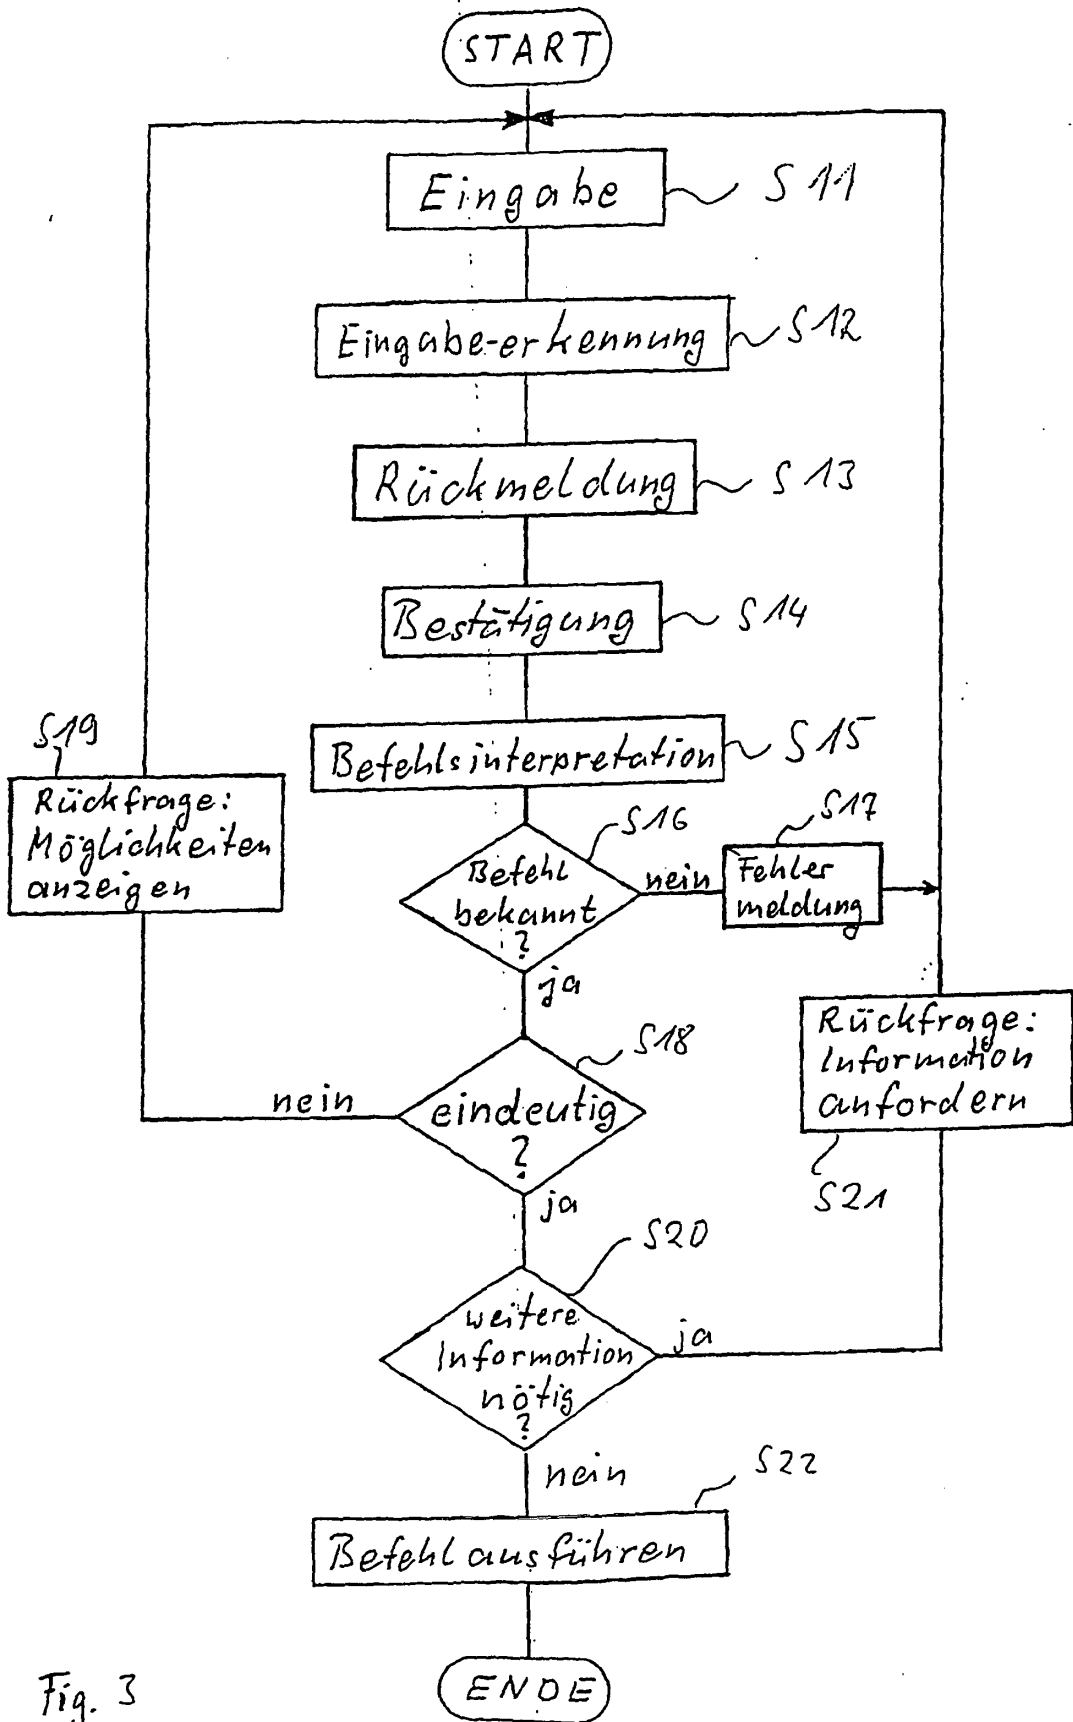 START
Eingabe
S11
Eingabe-erkennung
S12
Rückmeldung
S13
Bestätigung
S14
Befehlsinterpretation
S15
S19
Rückfrage:
Möglichkeiten
anzeigen
Befehl
bekannt
?
S16
nein
S17
Fehler
meldung
ja
eindeutig
?
S18
nein
ja
Rückfrage:
Information
anfordern
S21
weitere
Information
nötig
?
S20
ja
nein
S22
Befehl ausführen
ENDE
Fig. 3